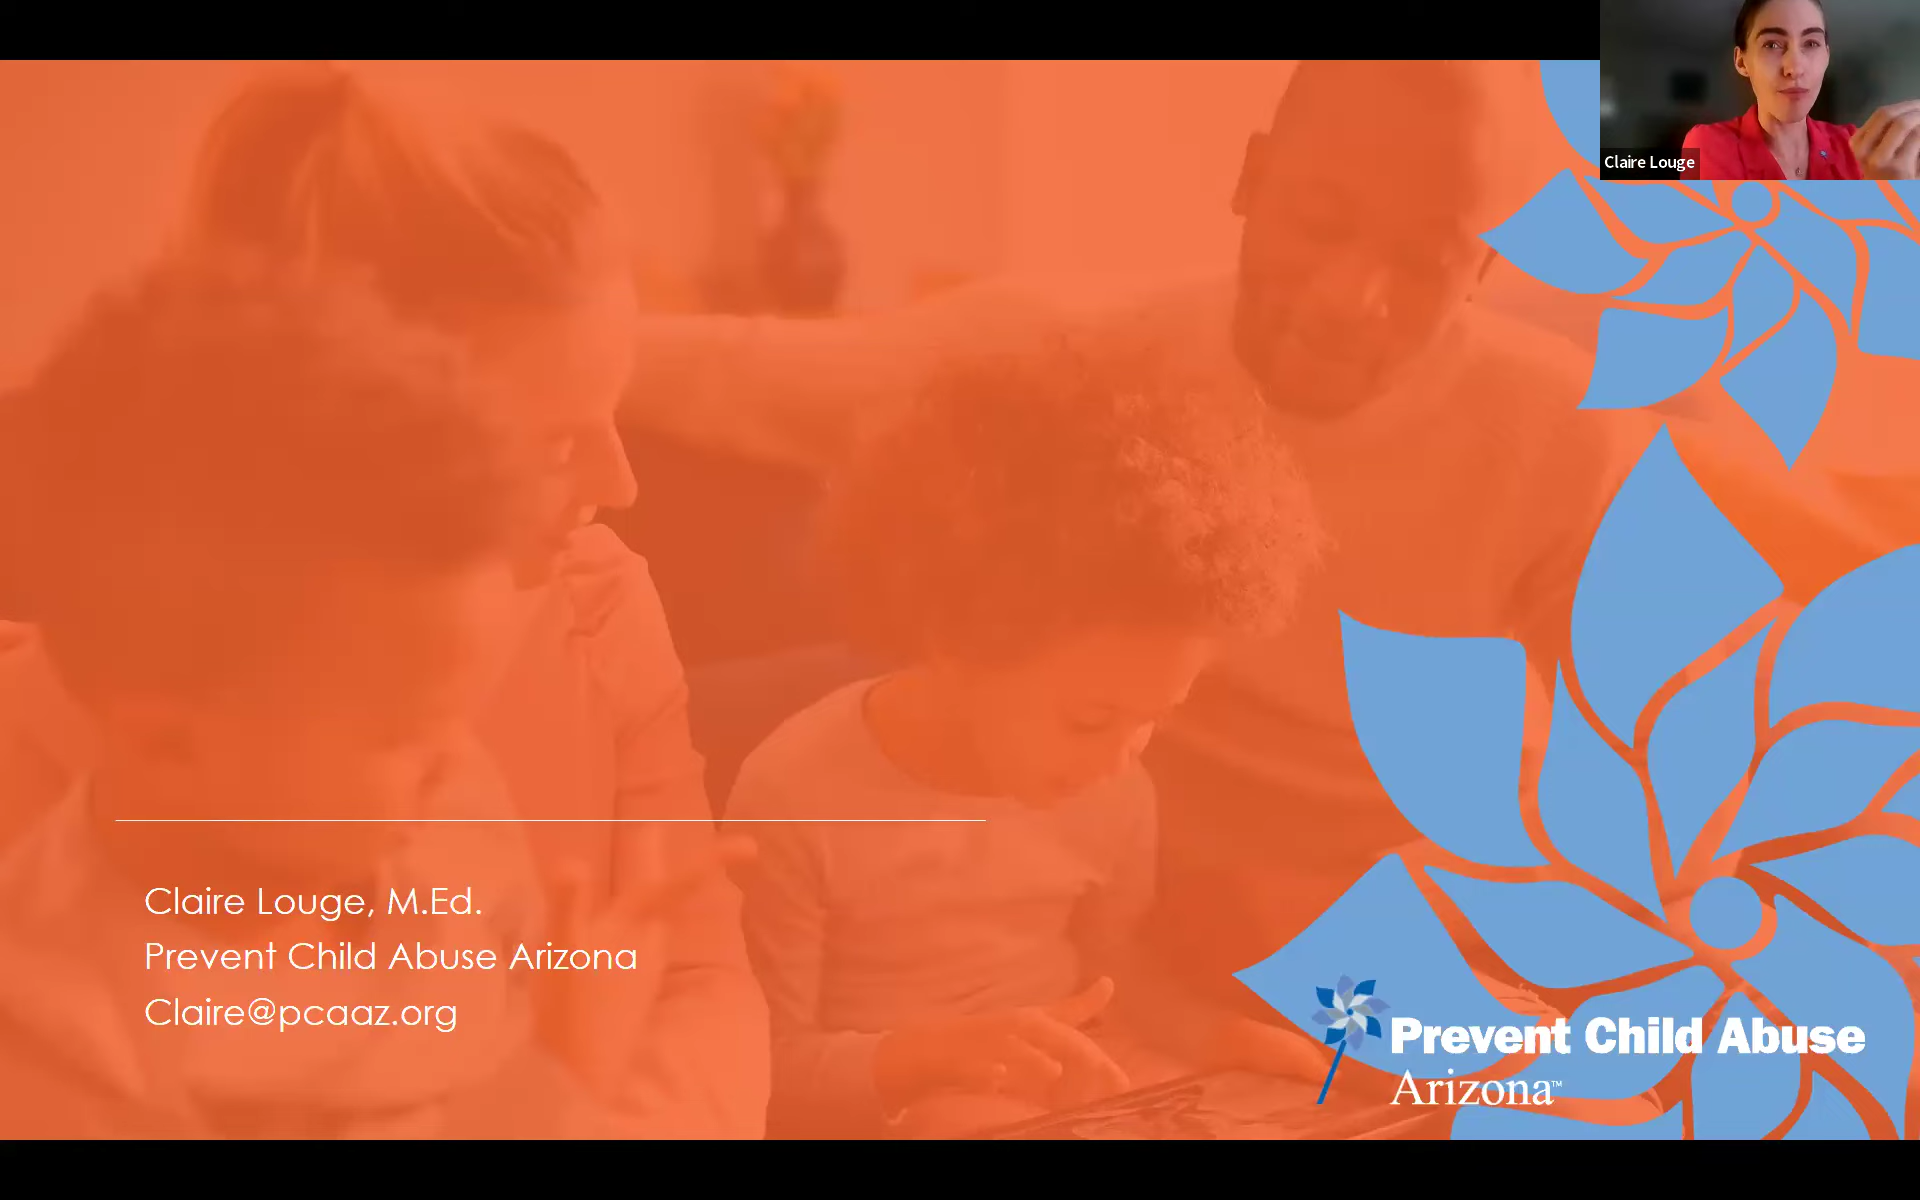 Claire Louge
Claire Louge, M.Ed.
Prevent Child Abuse Arizona
Claire@pcaaz.org
Prevent Child Abuse
Arizona™